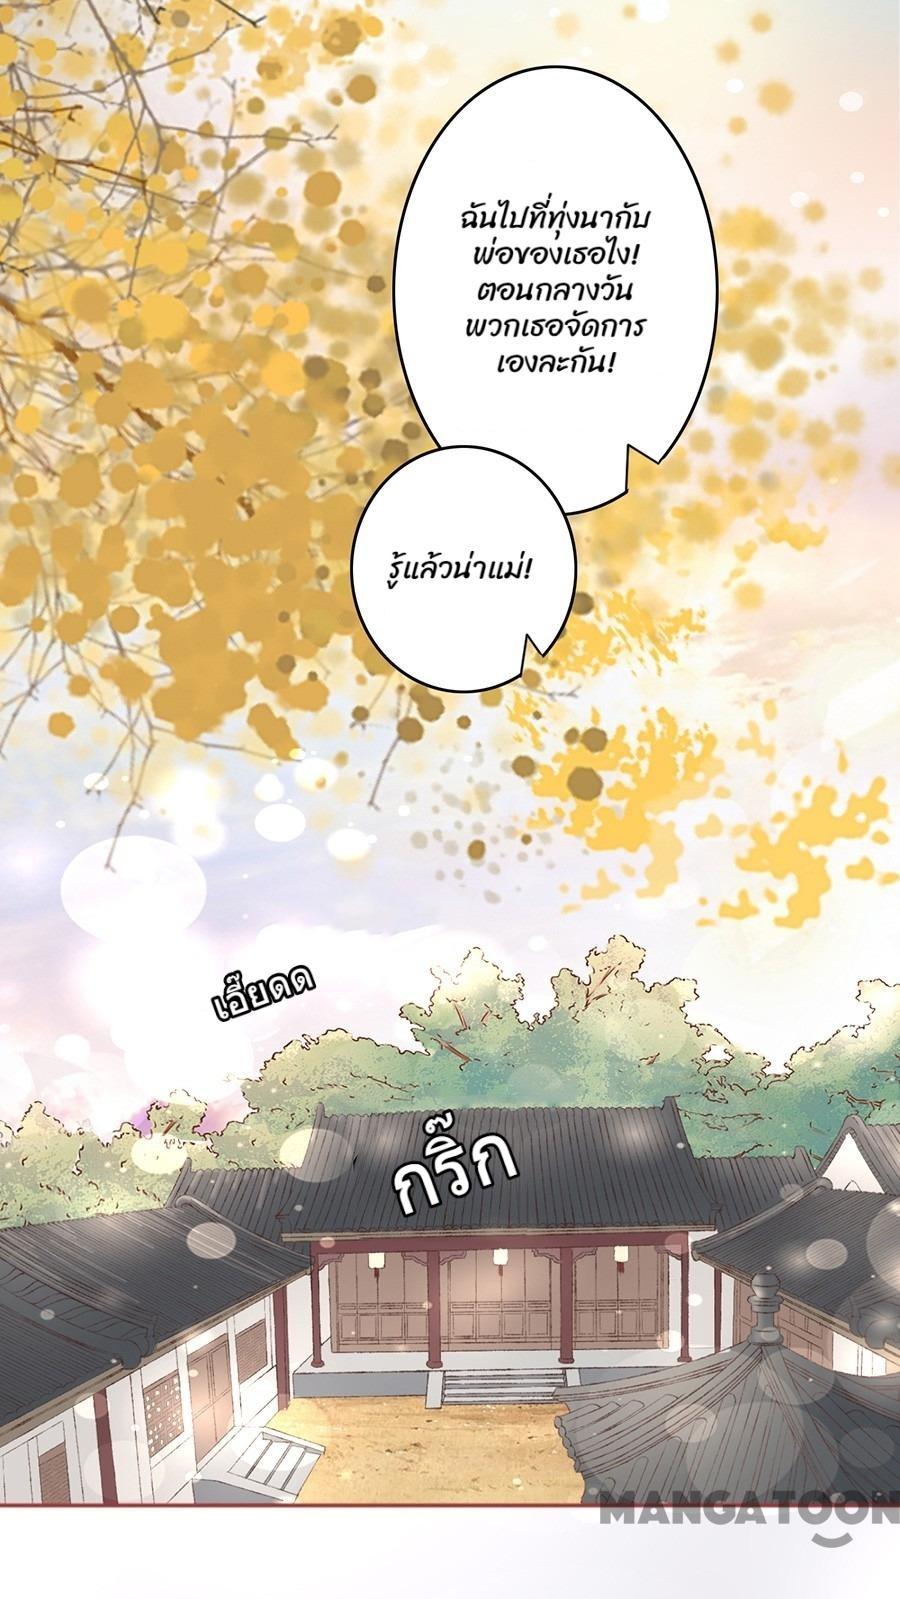 ฉันไปที่ทุ่งนากับ
พ่อของเธอไง!
ตอนกลางวัน
พวกเธอจัดการ
เองละกัน!
รู้แล้วน่าแม่!
เอี๊ยดด
กริ๊ก
MANGATOON